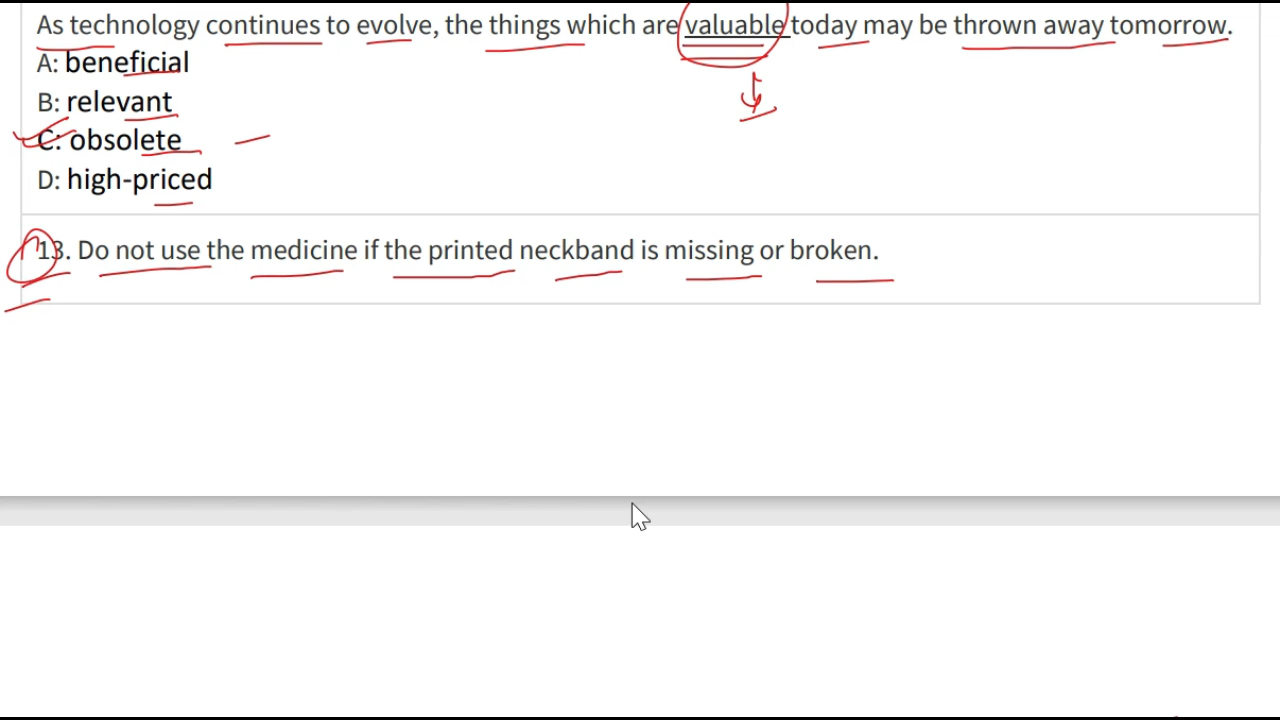 As technology continues to evolve, the things which are valuable today may be thrown away tomorrow.
A: beneficial
B: relevant
C: obsolete
D: high-priced
13. Do not use the medicine if the printed neckband is missing or broken.